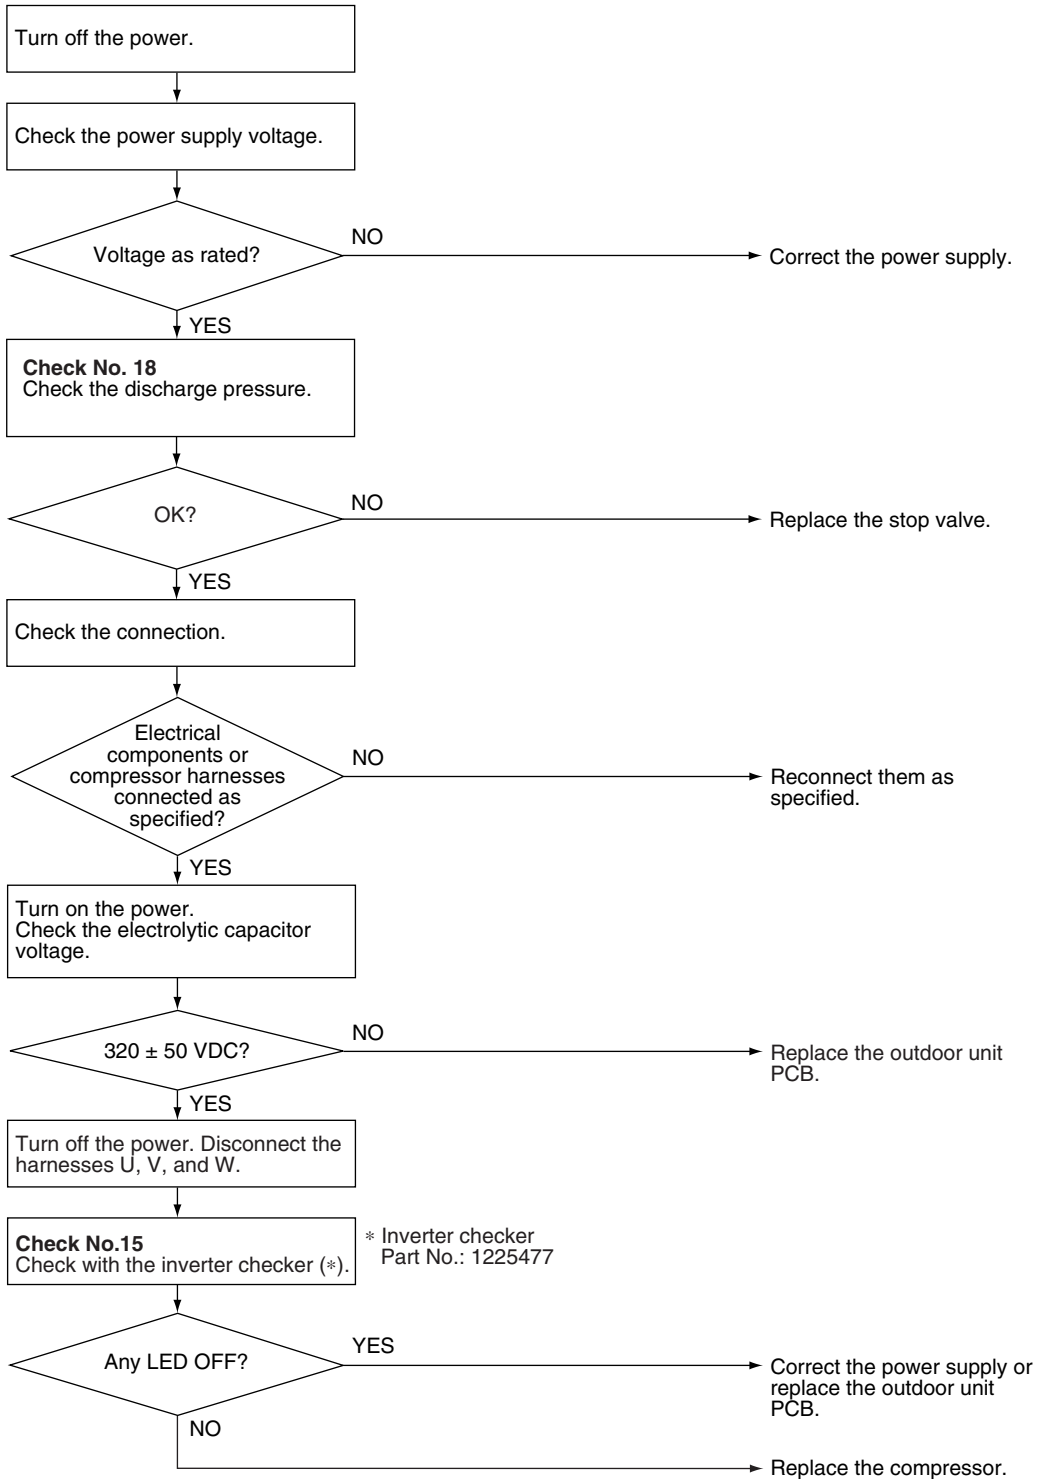 Turn off the power.
Check the power supply voltage.
Voltage as rated?
NO
Correct the power supply.
YES
Check No. 18
Check the discharge pressure.
OK?
NO
Replace the stop valve.
YES
Check the connection.
Electrical
components or
compressor harnesses
connected as
specified?
NO
Reconnect them as
specified.
YES
Turn on the power.
Check the electrolytic capacitor
voltage.
320 ± 50 VDC?
NO
Replace the outdoor unit
PCB.
YES
Turn off the power. Disconnect the
harnesses U, V, and W.
Check No.15
Check with the inverter checker (*).
* Inverter checker
Part No.: 1225477
Any LED OFF?
YES
Correct the power supply or
replace the outdoor unit
PCB.
NO
Replace the compressor.